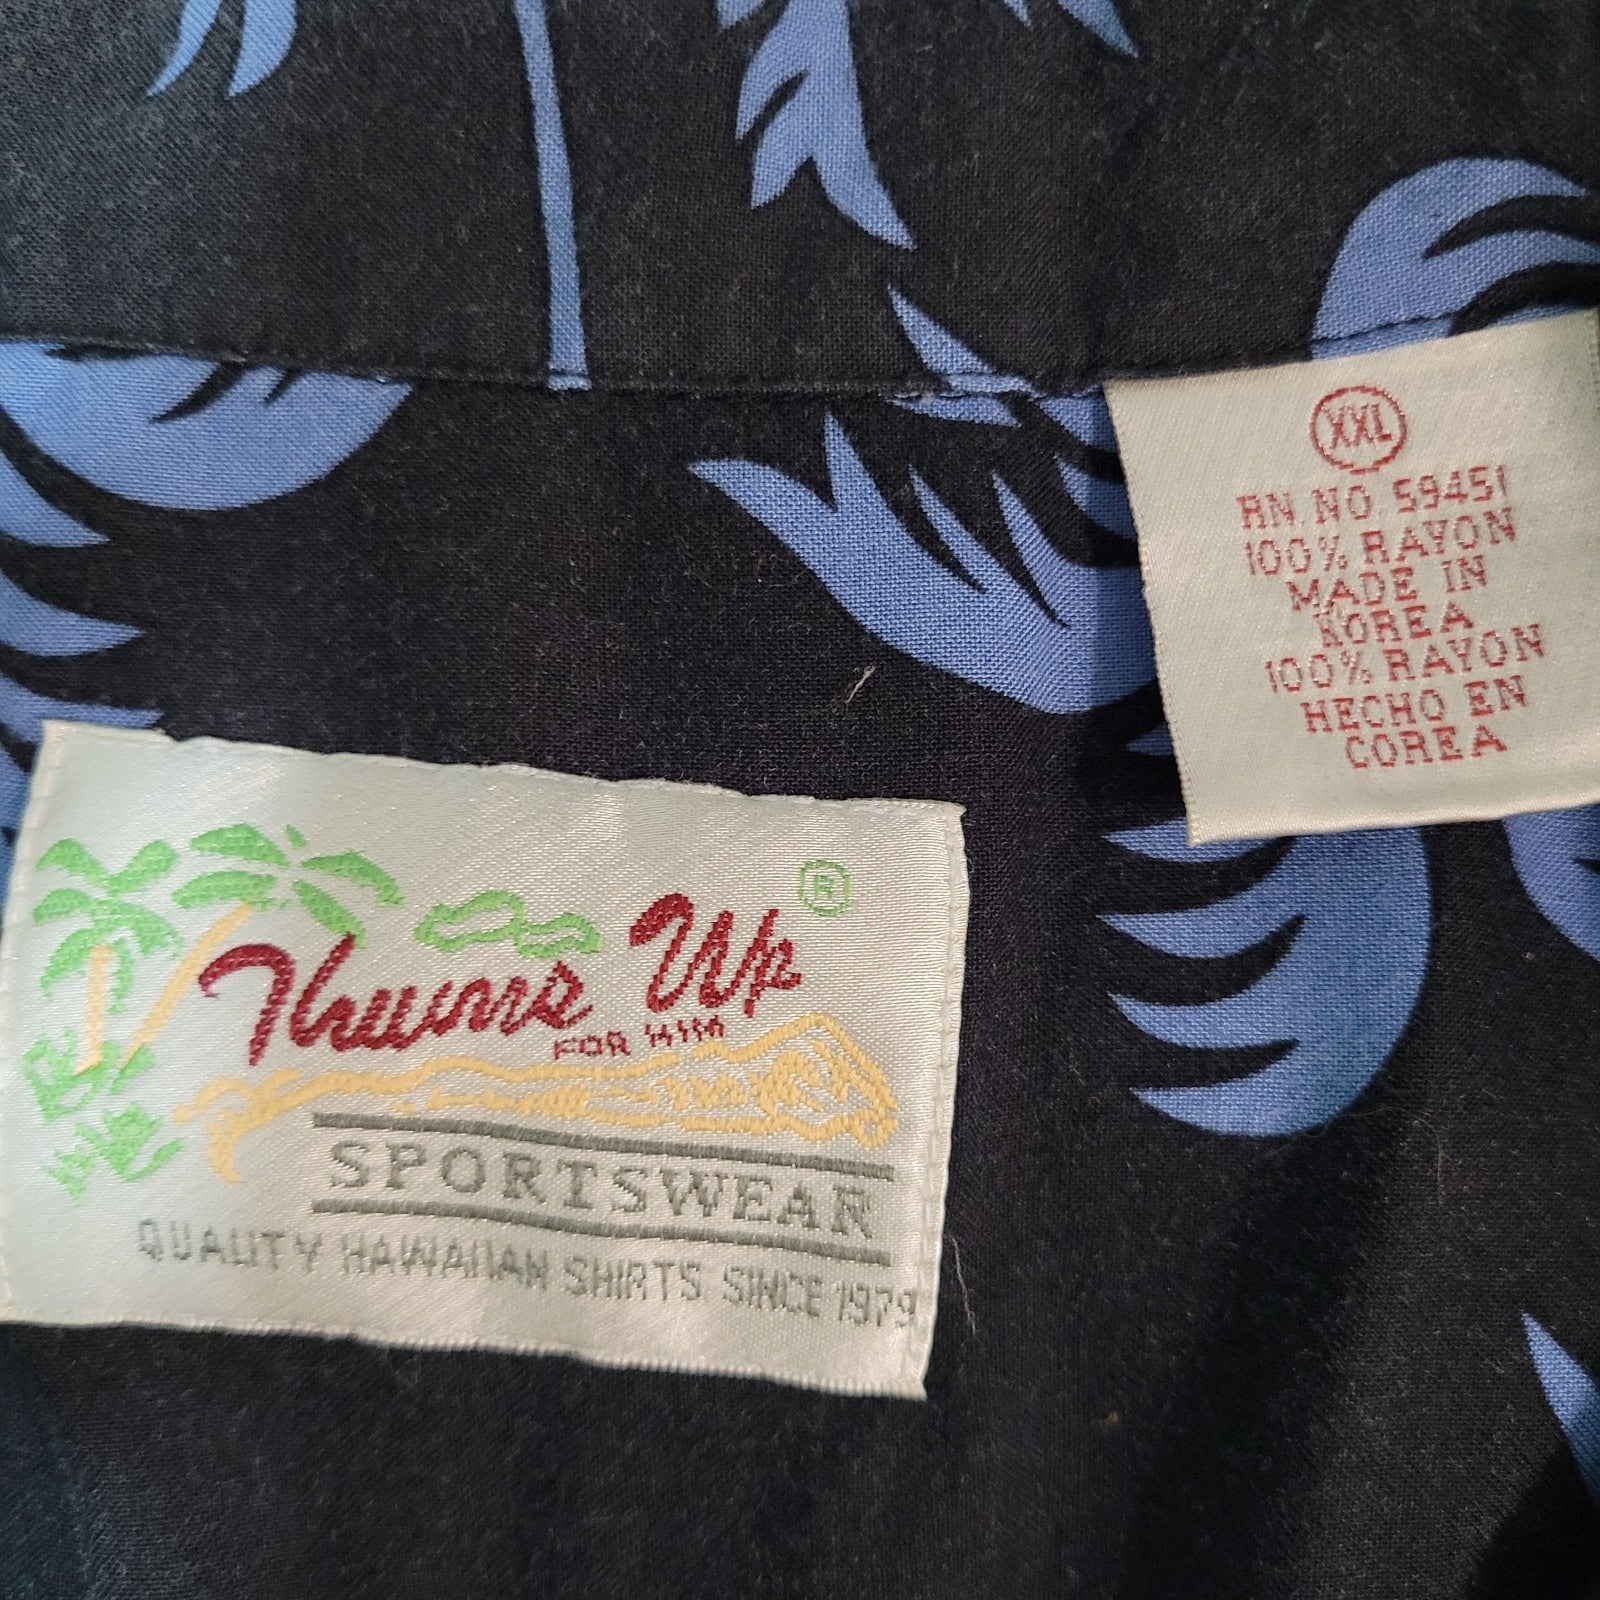 XXL
RN. NO 59451
100% RAYON
MADE IN
KOREA
100% RAYON
HECHO EN
COREA
®
Thums Up
FOR HIM
SPORTSWEAR
QUALITY HAWAIIAN SHIRTS SINCE 1979